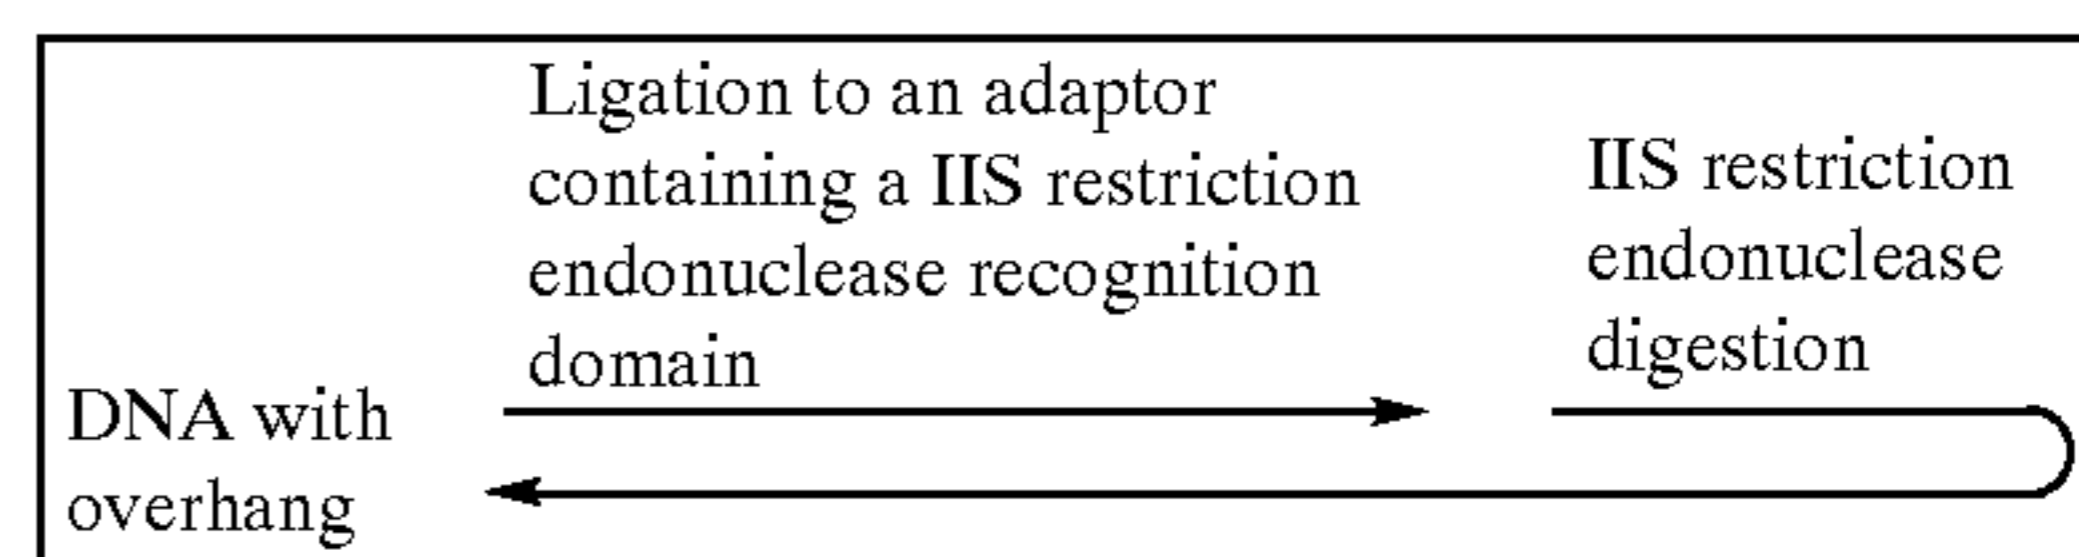 Ligation to an adaptor
containing a IIS restriction
endonuclease recognition
domain
IIS restriction
endonuclease
digestion
DNA with
overhang